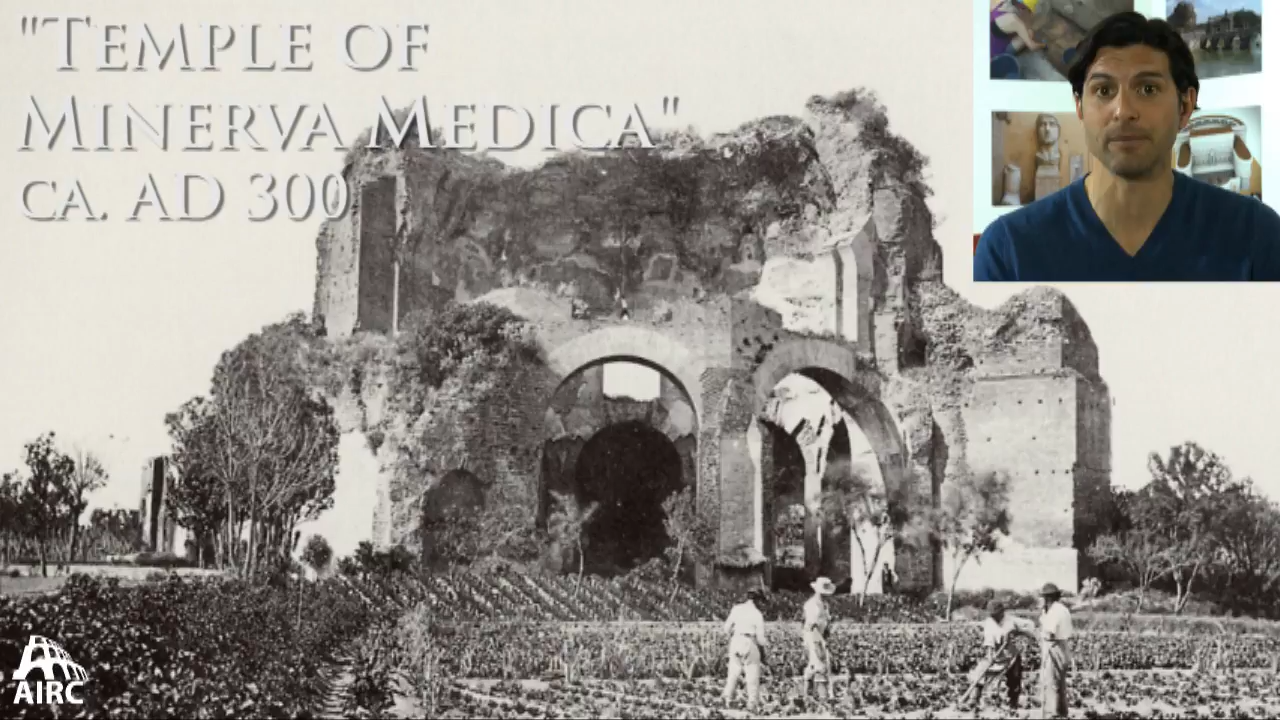 "TEMPLE OF
MINERVA MEDICA"
CA. AD 300
AIRC